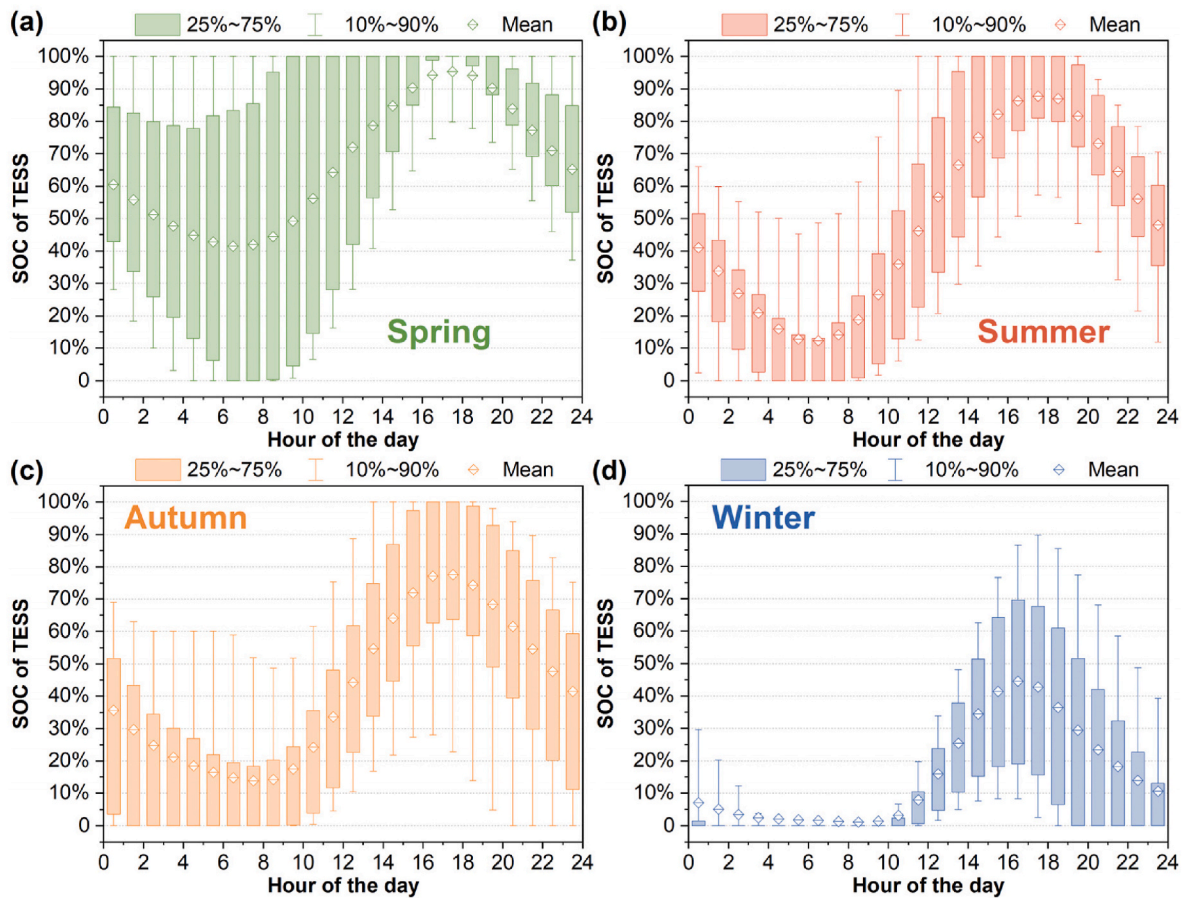 (a) 25%~75% 10%~90% Mean
100%
90%
80%
70%
60%
50%
40%
30%
20%
10%
0
SOC of TESS
Spring
0 2 4 6 8 10 12 14 16 18 20 22 24
Hour of the day
(b) 25%~75% 10%~90% Mean
100%
90%
80%
70%
60%
50%
40%
30%
20%
10%
0
SOC of TESS
Summer
0 2 4 6 8 10 12 14 16 18 20 22 24
Hour of the day
(c) 25%~75% 10%~90% Mean
100%
90%
80%
70%
60%
50%
40%
30%
20%
10%
0
SOC of TESS
Autumn
0 2 4 6 8 10 12 14 16 18 20 22 24
Hour of the day
(d) 25%~75% 10%~90% Mean
100%
90%
80%
70%
60%
50%
40%
30%
20%
10%
0
SOC of TESS
Winter
0 2 4 6 8 10 12 14 16 18 20 22 24
Hour of the day